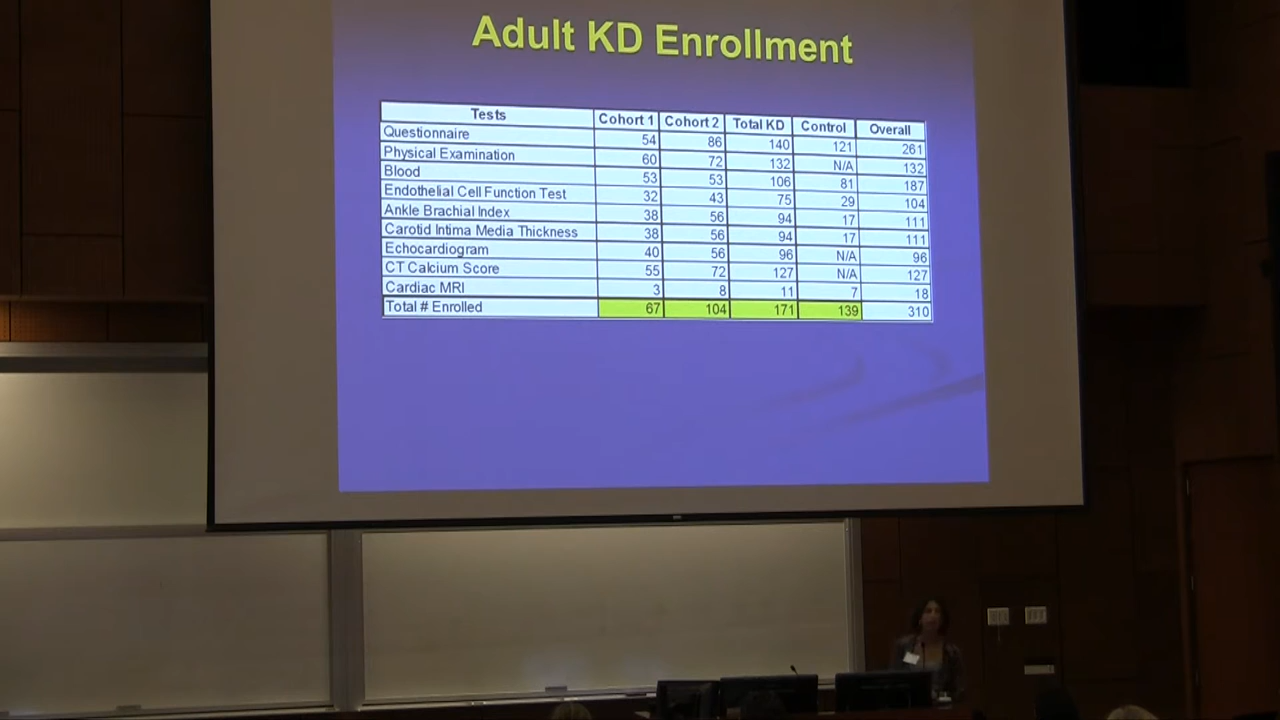 Adult KD Enrollment
Tests Cohort 1 Cohort 2 Total KD Control Overall
Questionnaire 54 86 140 121 261
Physical Examination 60 72 132 N/A 132
Blood 53 53 106 81 187
Endothelial Cell Function Test 32 43 75 29 104
Ankle Brachial Index 38 56 94 17 111
Carotid Intima Media Thickness 38 56 94 17 111
Echocardiogram 40 56 96 N/A 96
CT Calcium Score 55 72 127 N/A 127
Cardiac MRI 3 8 11 7 18
Total # Enrolled 67 104 171 139 310